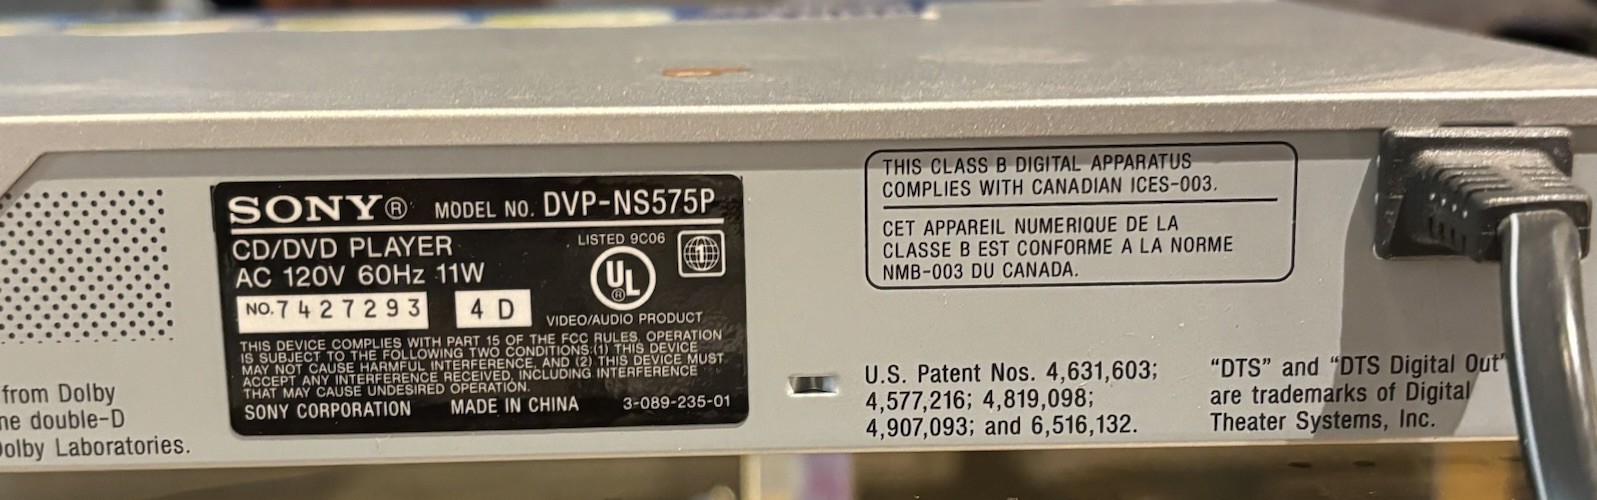 SONY® MODEL NO. DVP-NS575P
CD/DVD PLAYER
AC 120V 60Hz 11W
NO. 7427293 4 D
LISTED 9C06
UL®
1
VIDEO/AUDIO PRODUCT
THIS DEVICE COMPLIES WITH PART 15 OF THE FCC RULES. OPERATION
IS SUBJECT TO THE FOLLOWING TWO CONDITIONS:(1) THIS DEVICE
MAY NOT CAUSE HARMFUL INTERFERENCE, AND (2) THIS DEVICE MUST
ACCEPT ANY INTERFERENCE RECEIVED, INCLUDING INTERFERENCE
THAT MAY CAUSE UNDESIRED OPERATION.
SONY CORPORATION MADE IN CHINA 3-089-235-01
THIS CLASS B DIGITAL APPARATUS
COMPLIES WITH CANADIAN ICES-003.
CET APPAREIL NUMERIQUE DE LA
CLASSE B EST CONFORME A LA NORME
NMB-003 DU CANADA.
from Dolby
ne double-D
Dolby Laboratories.
U.S. Patent Nos. 4,631,603;
4,577,216; 4,819,098;
4,907,093; and 6,516,132.
"DTS" and "DTS Digital Out"
are trademarks of Digital
Theater Systems, Inc.